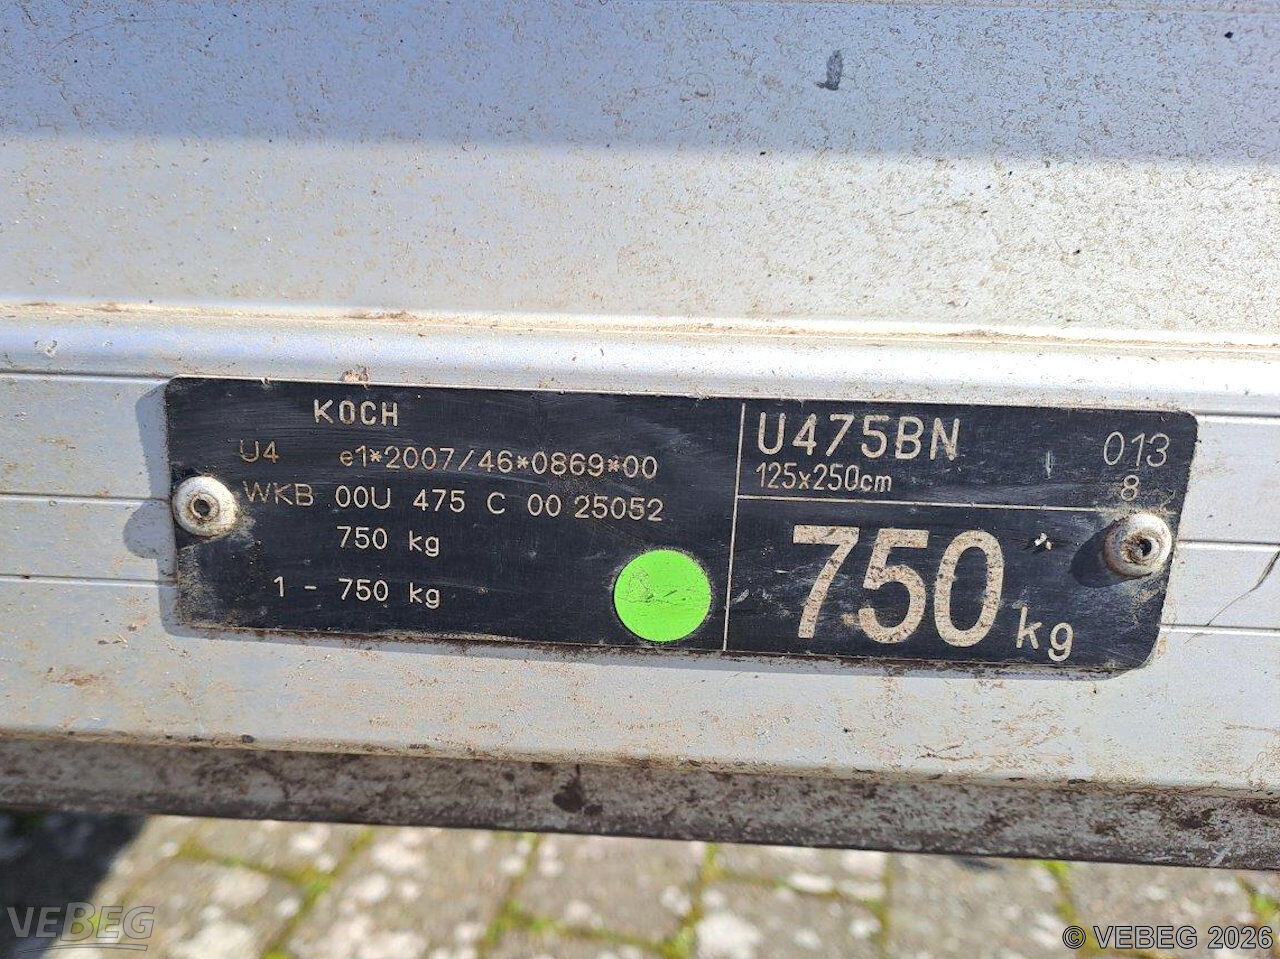 KOCH
U4 e1*2007/46*0869*00
WKB 00U 475 C 00 25052
750 kg
1 - 750 kg
U475BN
125x250cm
013
8
750 kg
VEBEG
© VEBEG 2026